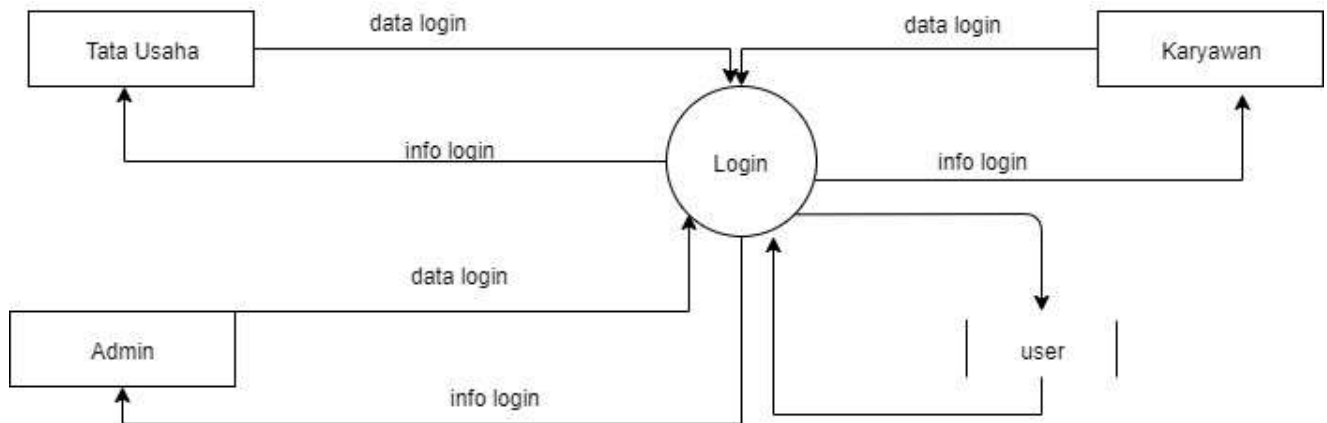 data login
data login
Tata Usaha
Karyawan
info login
Login
info login
data login
Admin
user
info login